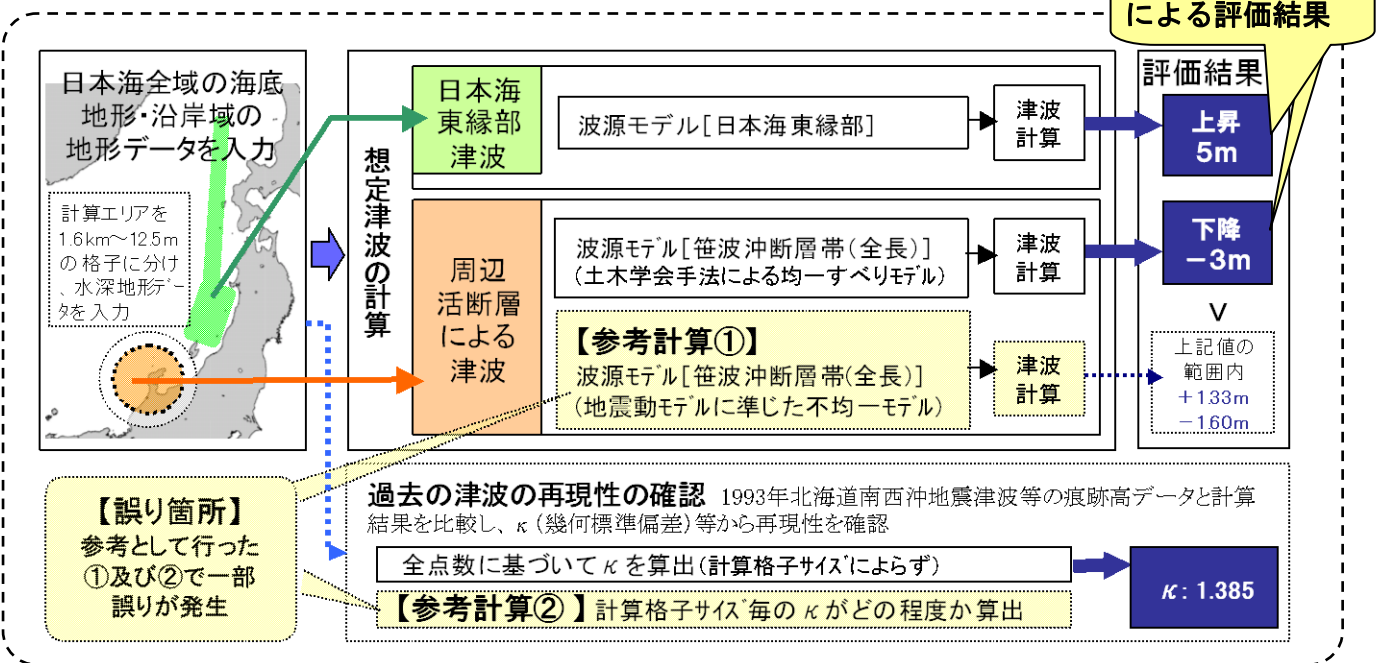 による評価結果
日本海全域の海底
地形・沿岸域の
地形データを入力
計算エリアを
1.6km～12.5m
の格子に分け
、水深地形デー
タを入力
想定津波の計算
日本海
東縁部
津波
波源モデル[日本海東縁部]
津波
計算
周辺
活断層
による
津波
波源モデル[笹波沖断層帯(全長)]
(土木学会手法による均一すべりモデル)
津波
計算
【参考計算①】
波源モデル[笹波沖断層帯(全長)]
(地震動モデルに準じた不均一モデル)
津波
計算
評価結果
上昇
5m
下降
－3m
∨
上記値の
範囲内
＋1.33m
－1.60m
【誤り箇所】
参考として行った
①及び②で一部
誤りが発生
過去の津波の再現性の確認 1993年北海道南西沖地震津波等の痕跡高データと計算
結果を比較し、κ（幾何標準偏差）等から再現性を確認
全点数に基づいてκを算出(計算格子サイズによらず)
【参考計算②】計算格子サイズ毎のκがどの程度か算出
κ: 1.385